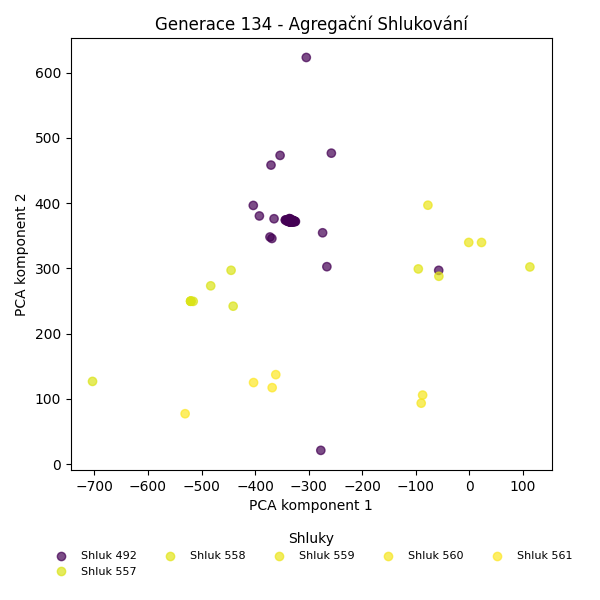 Generace 134 - Agregační Shlukování
PCA komponent 2
600
500
400
300
200
100
0
−700 −600 −500 −400 −300 −200 −100 0 100
PCA komponent 1
Shluky
Shluk 492 Shluk 558 Shluk 559 Shluk 560 Shluk 561
Shluk 557